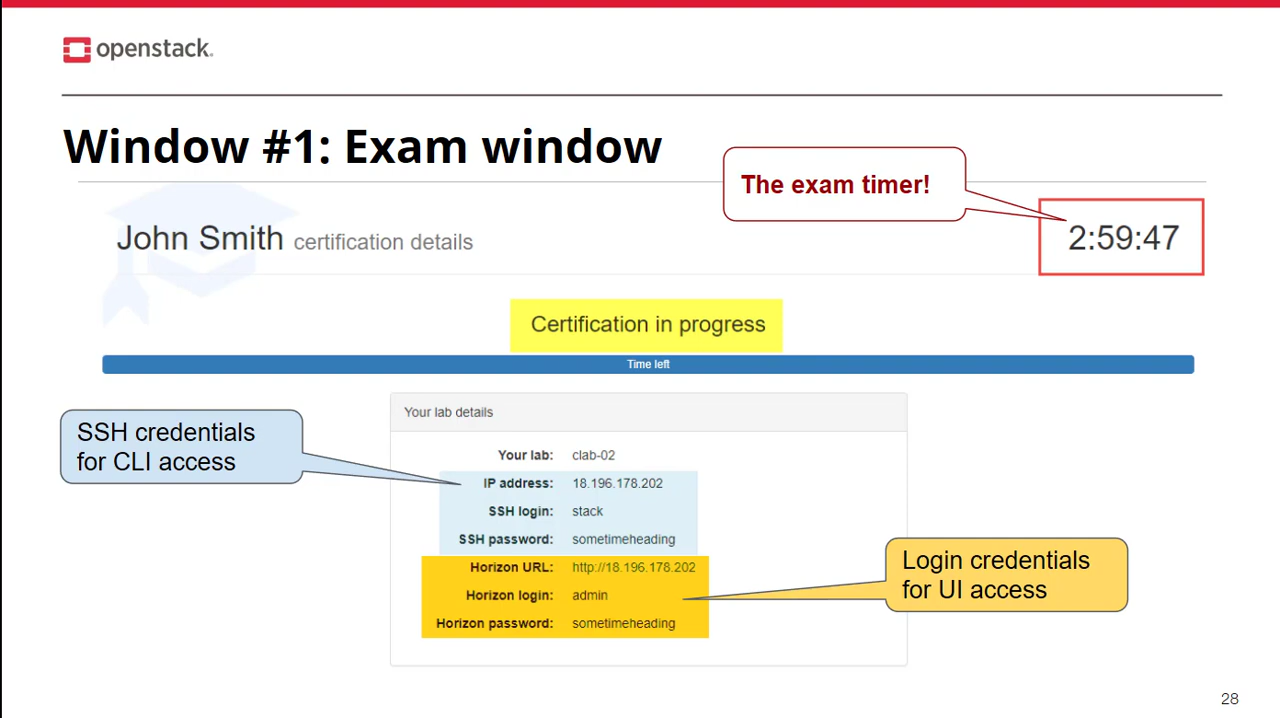 openstack.
Window #1: Exam window
The exam timer!
John Smith certification details
2:59:47
Certification in progress
Time left
SSH credentials
for CLI access
Your lab details
Your lab: clab-02
IP address: 18.196.178.202
SSH login: stack
SSH password: sometimeheading
Horizon URL: http://18.196.178.202
Horizon login: admin
Horizon password: sometimeheading
Login credentials
for UI access
28